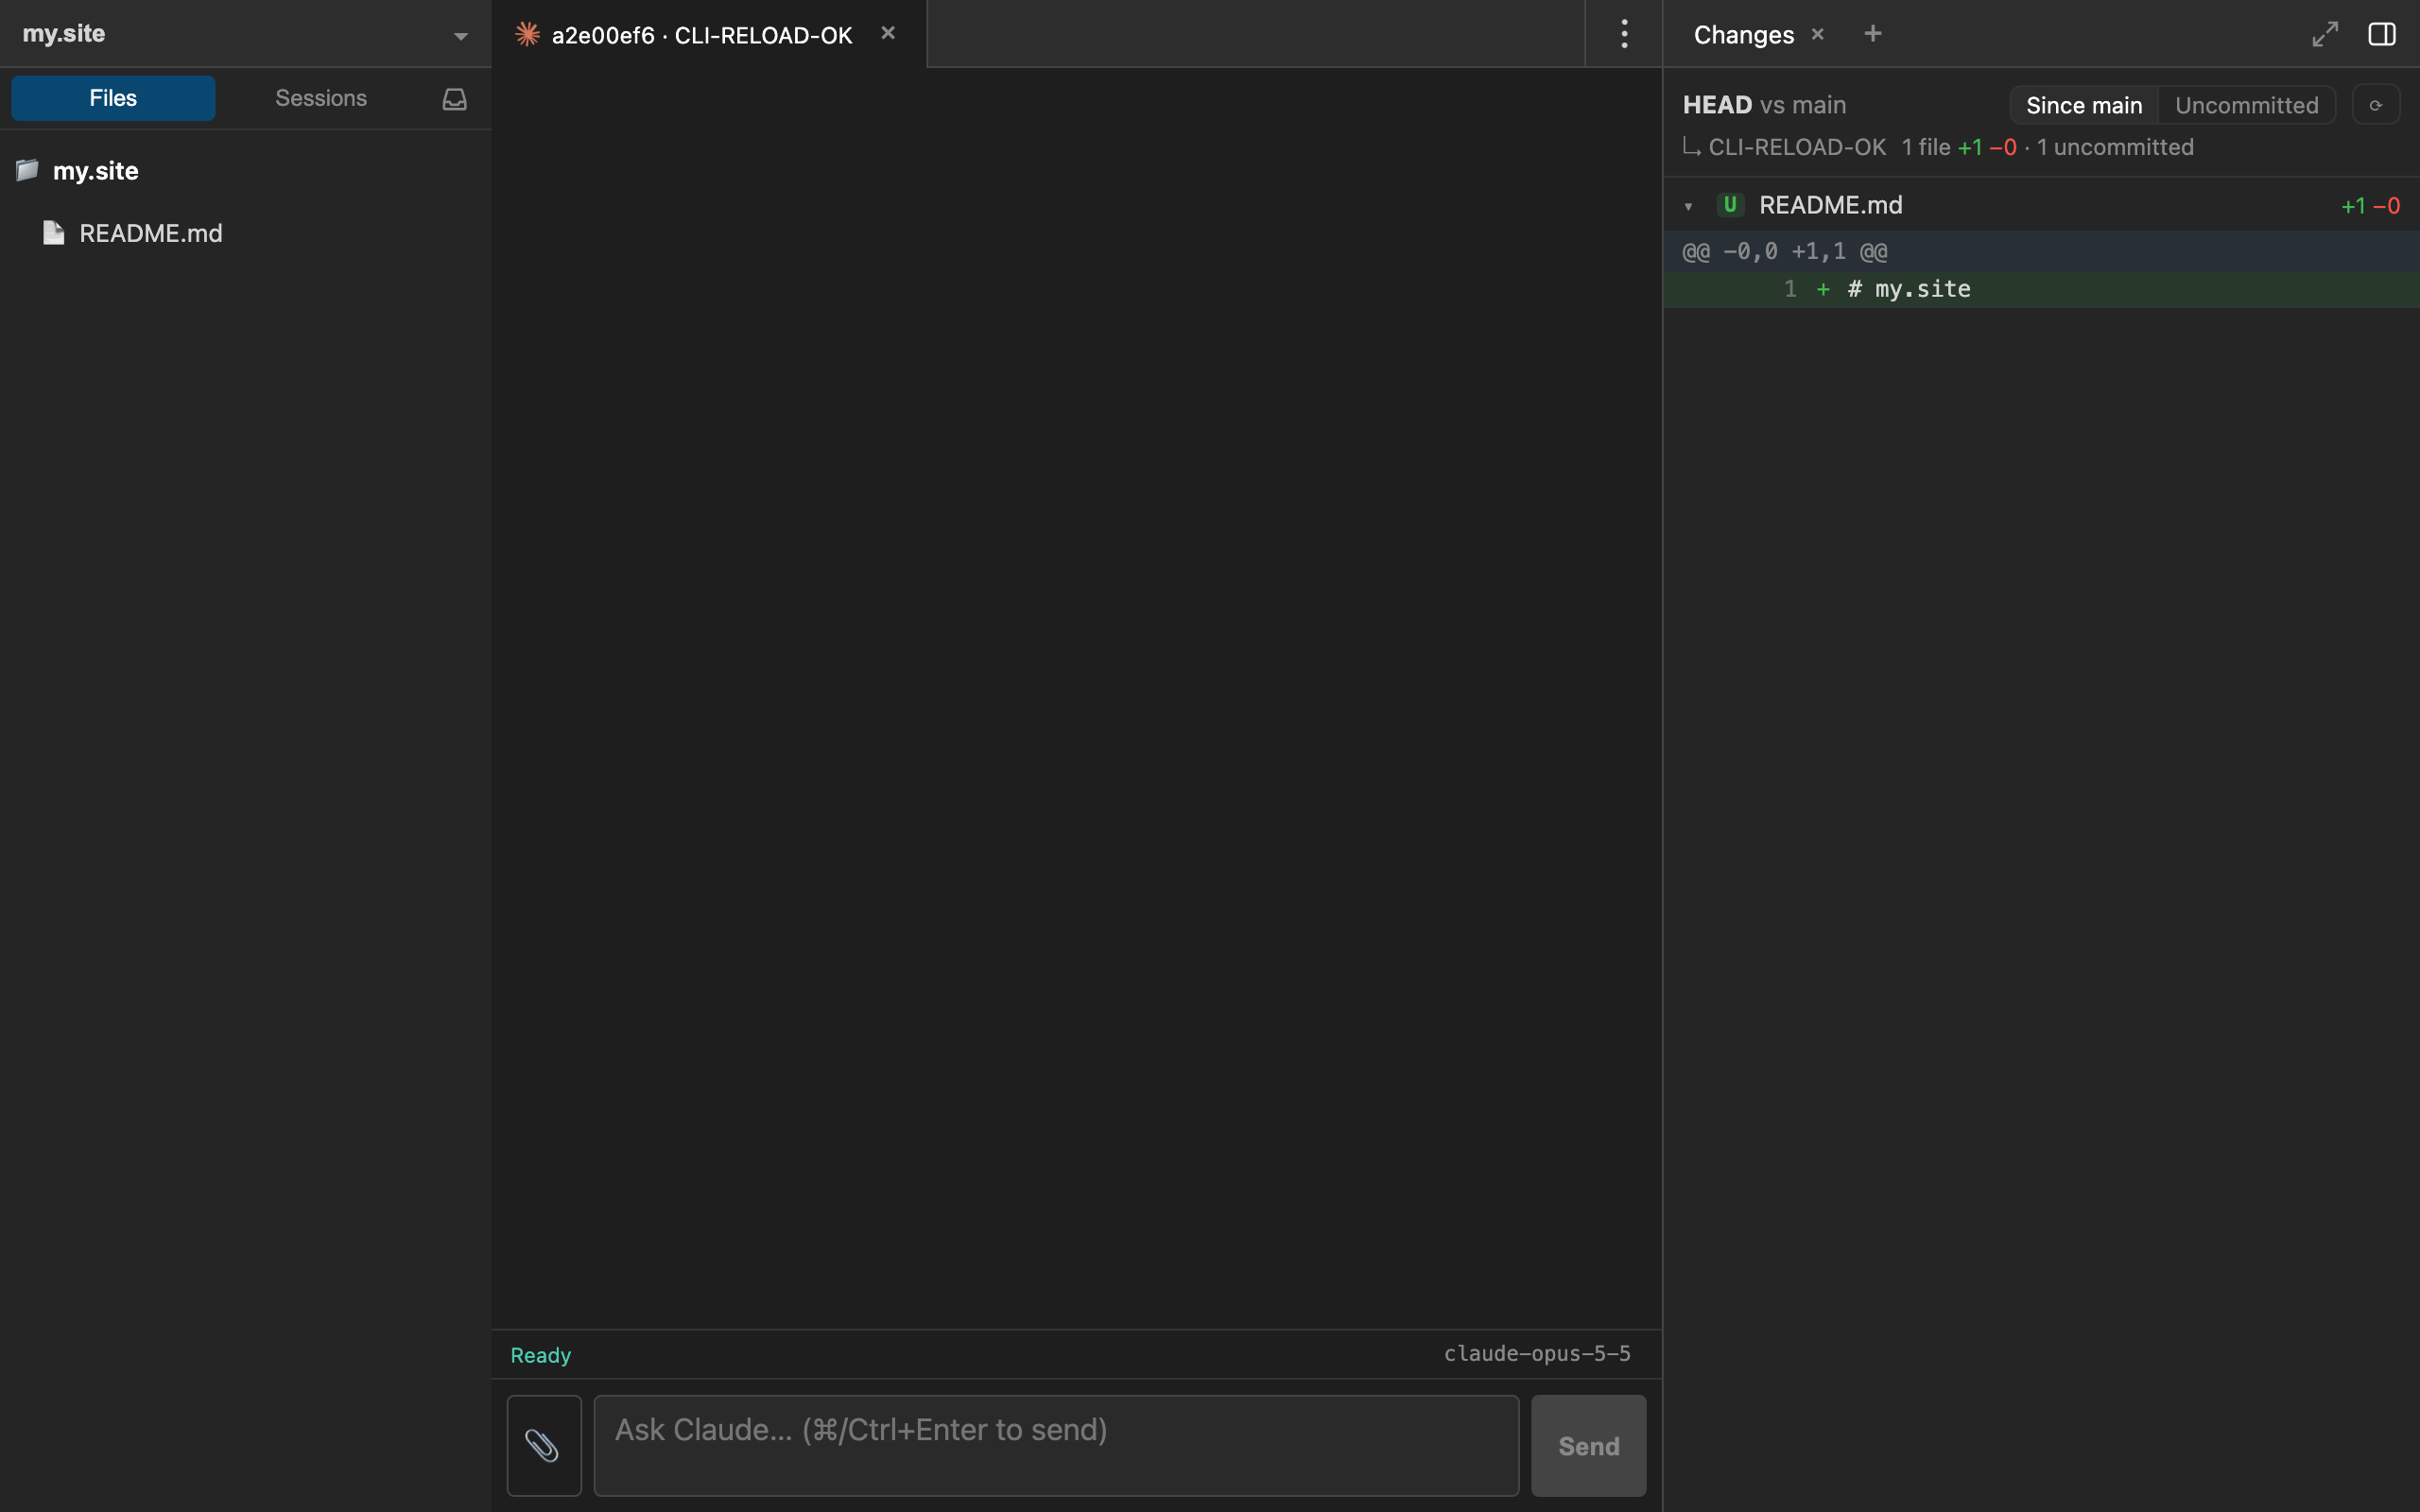 my.site
Files
Sessions
my.site
README.md
a2e00ef6 · CLI-RELOAD-OK ×
Ready
claude-opus-5-5
Ask Claude... (⌘/Ctrl+Enter to send)
Send
Changes × +
HEAD vs main
Since main
Uncommitted
CLI-RELOAD-OK 1 file +1 −0 · 1 uncommitted
U README.md +1 −0
@@ −0,0 +1,1 @@
1 + # my.site